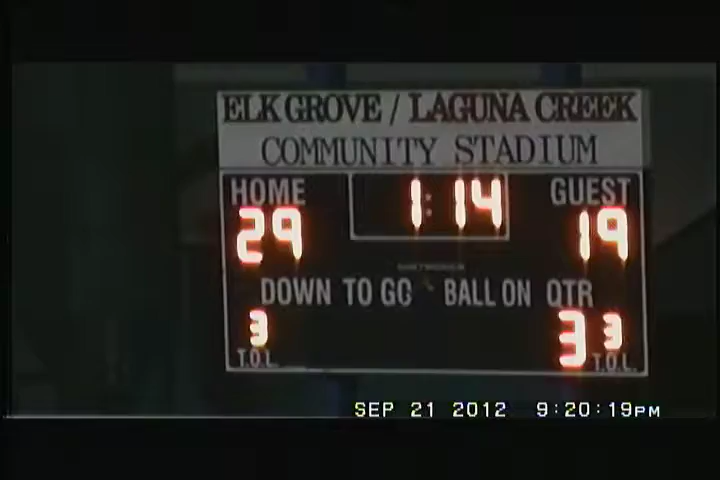 ELK GROVE / LAGUNA CREEK
COMMUNITY STADIUM
HOME 1:14 GUEST
29 19
DOWN TO GO BALL ON QTR
3 3 3
T.O.L. T.O.L.
SEP 21 2012 9:20:19PM